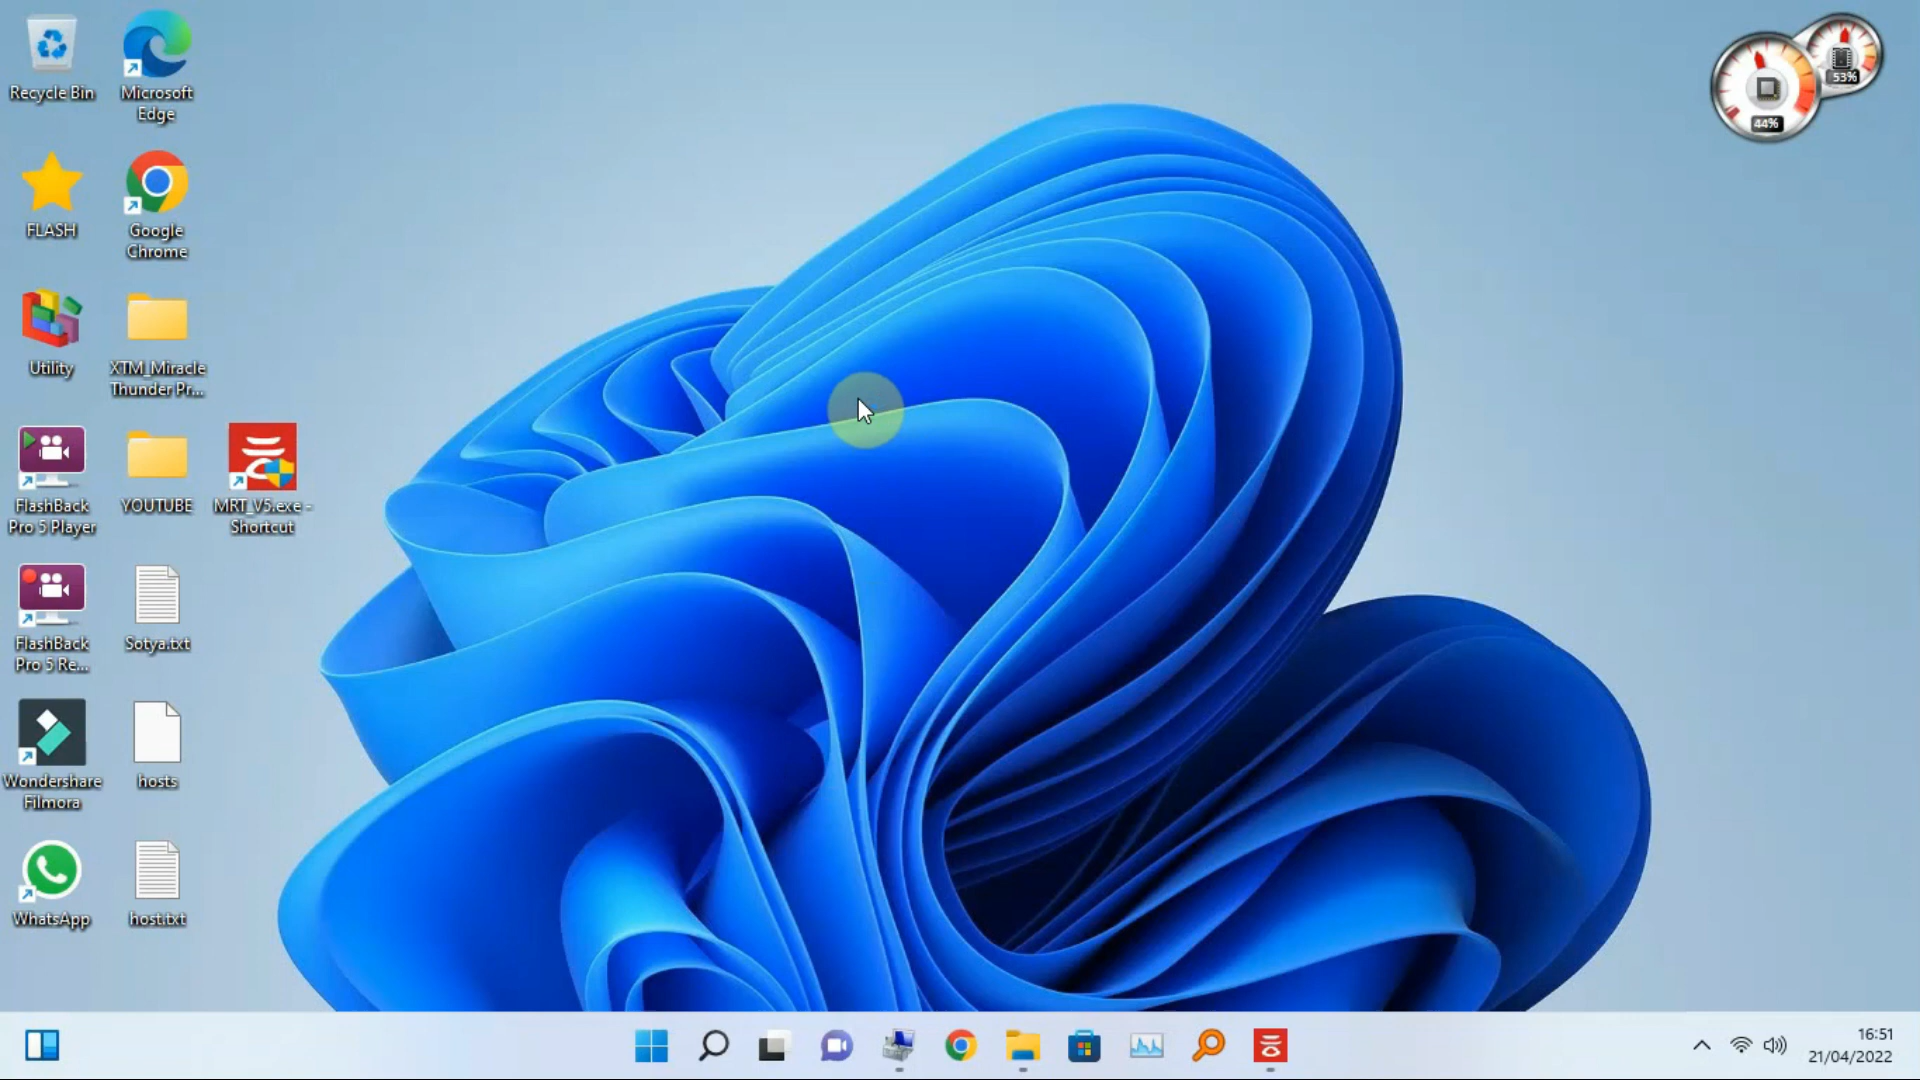 Recycle Bin
Microsoft
Edge
FLASH
Google
Chrome
Utility
XTM_Miracle
Thunder Pr...
FlashBack
Pro 5 Player
YOUTUBE
MRT_V5.exe -
Shortcut
FlashBack
Pro 5 Re...
Sotya.txt
Wondershare
Filmora
hosts
WhatsApp
host.txt
53%
44%
16:51
21/04/2022